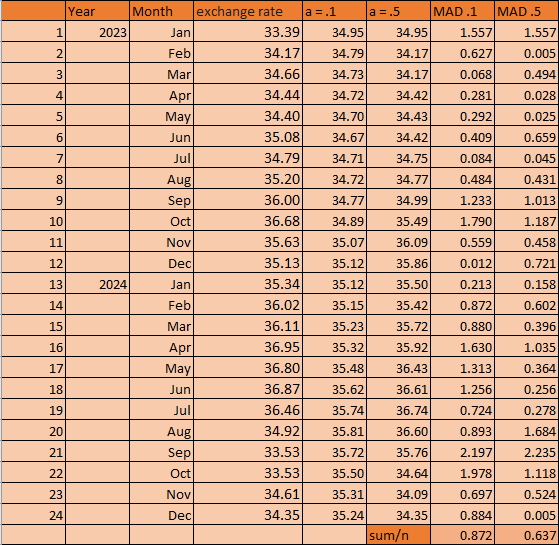 Year Month exchange rate a = .1 a = .5 MAD .1 MAD .5
1 2023 Jan 33.39 34.95 34.95 1.557 1.557
2 Feb 34.17 34.79 34.17 0.627 0.005
3 Mar 34.66 34.73 34.17 0.068 0.494
4 Apr 34.44 34.72 34.42 0.281 0.028
5 May 34.40 34.70 34.43 0.292 0.025
6 Jun 35.08 34.67 34.42 0.409 0.659
7 Jul 34.79 34.71 34.75 0.084 0.045
8 Aug 35.20 34.72 34.77 0.484 0.431
9 Sep 36.00 34.77 34.99 1.233 1.013
10 Oct 36.68 34.89 35.49 1.790 1.187
11 Nov 35.63 35.07 36.09 0.559 0.458
12 Dec 35.13 35.12 35.86 0.012 0.721
13 2024 Jan 35.34 35.12 35.50 0.213 0.158
14 Feb 36.02 35.15 35.42 0.872 0.602
15 Mar 36.11 35.23 35.72 0.880 0.396
16 Apr 36.95 35.32 35.92 1.630 1.035
17 May 36.80 35.48 36.43 1.313 0.364
18 Jun 36.87 35.62 36.61 1.256 0.256
19 Jul 36.46 35.74 36.74 0.724 0.278
20 Aug 34.92 35.81 36.60 0.893 1.684
21 Sep 33.53 35.72 35.76 2.197 2.235
22 Oct 33.53 35.50 34.64 1.978 1.118
23 Nov 34.61 35.31 34.09 0.697 0.524
24 Dec 34.35 35.24 34.35 0.884 0.005
sum/n 0.872 0.637